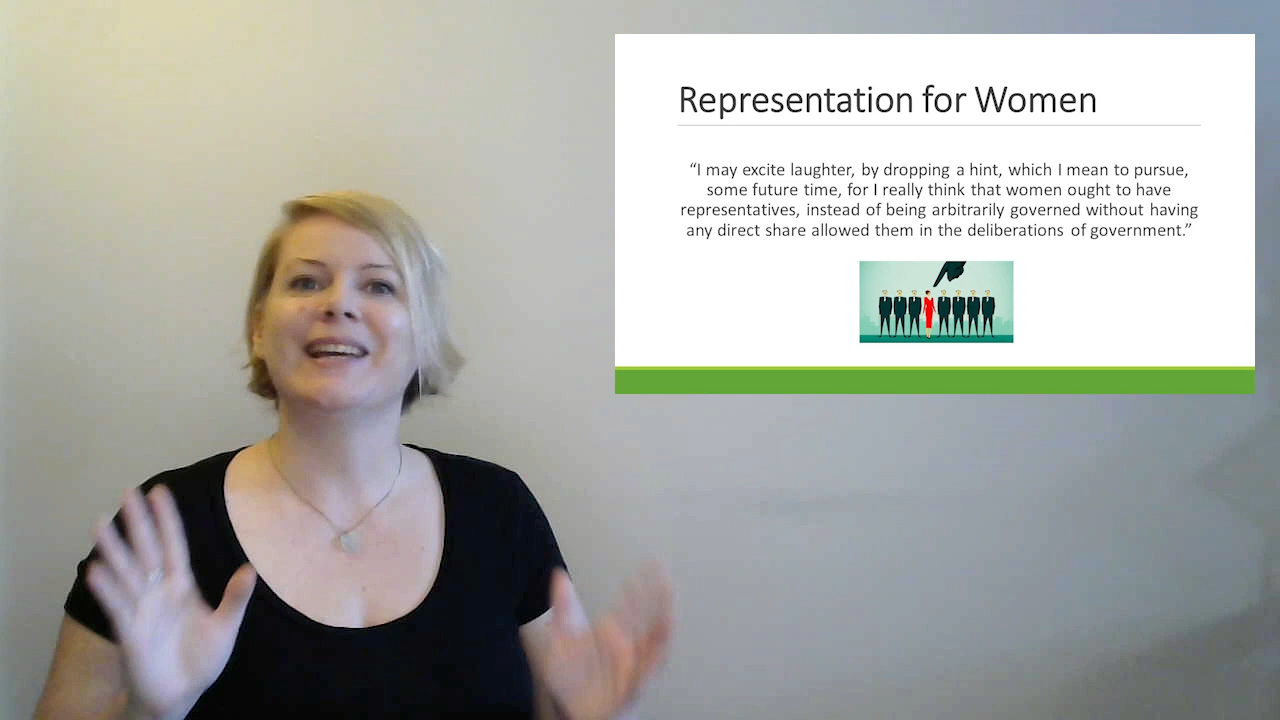 Representation for Women
“I may excite laughter, by dropping a hint, which I mean to pursue,
some future time, for I really think that women ought to have
representatives, instead of being arbitrarily governed without having
any direct share allowed them in the deliberations of government.”